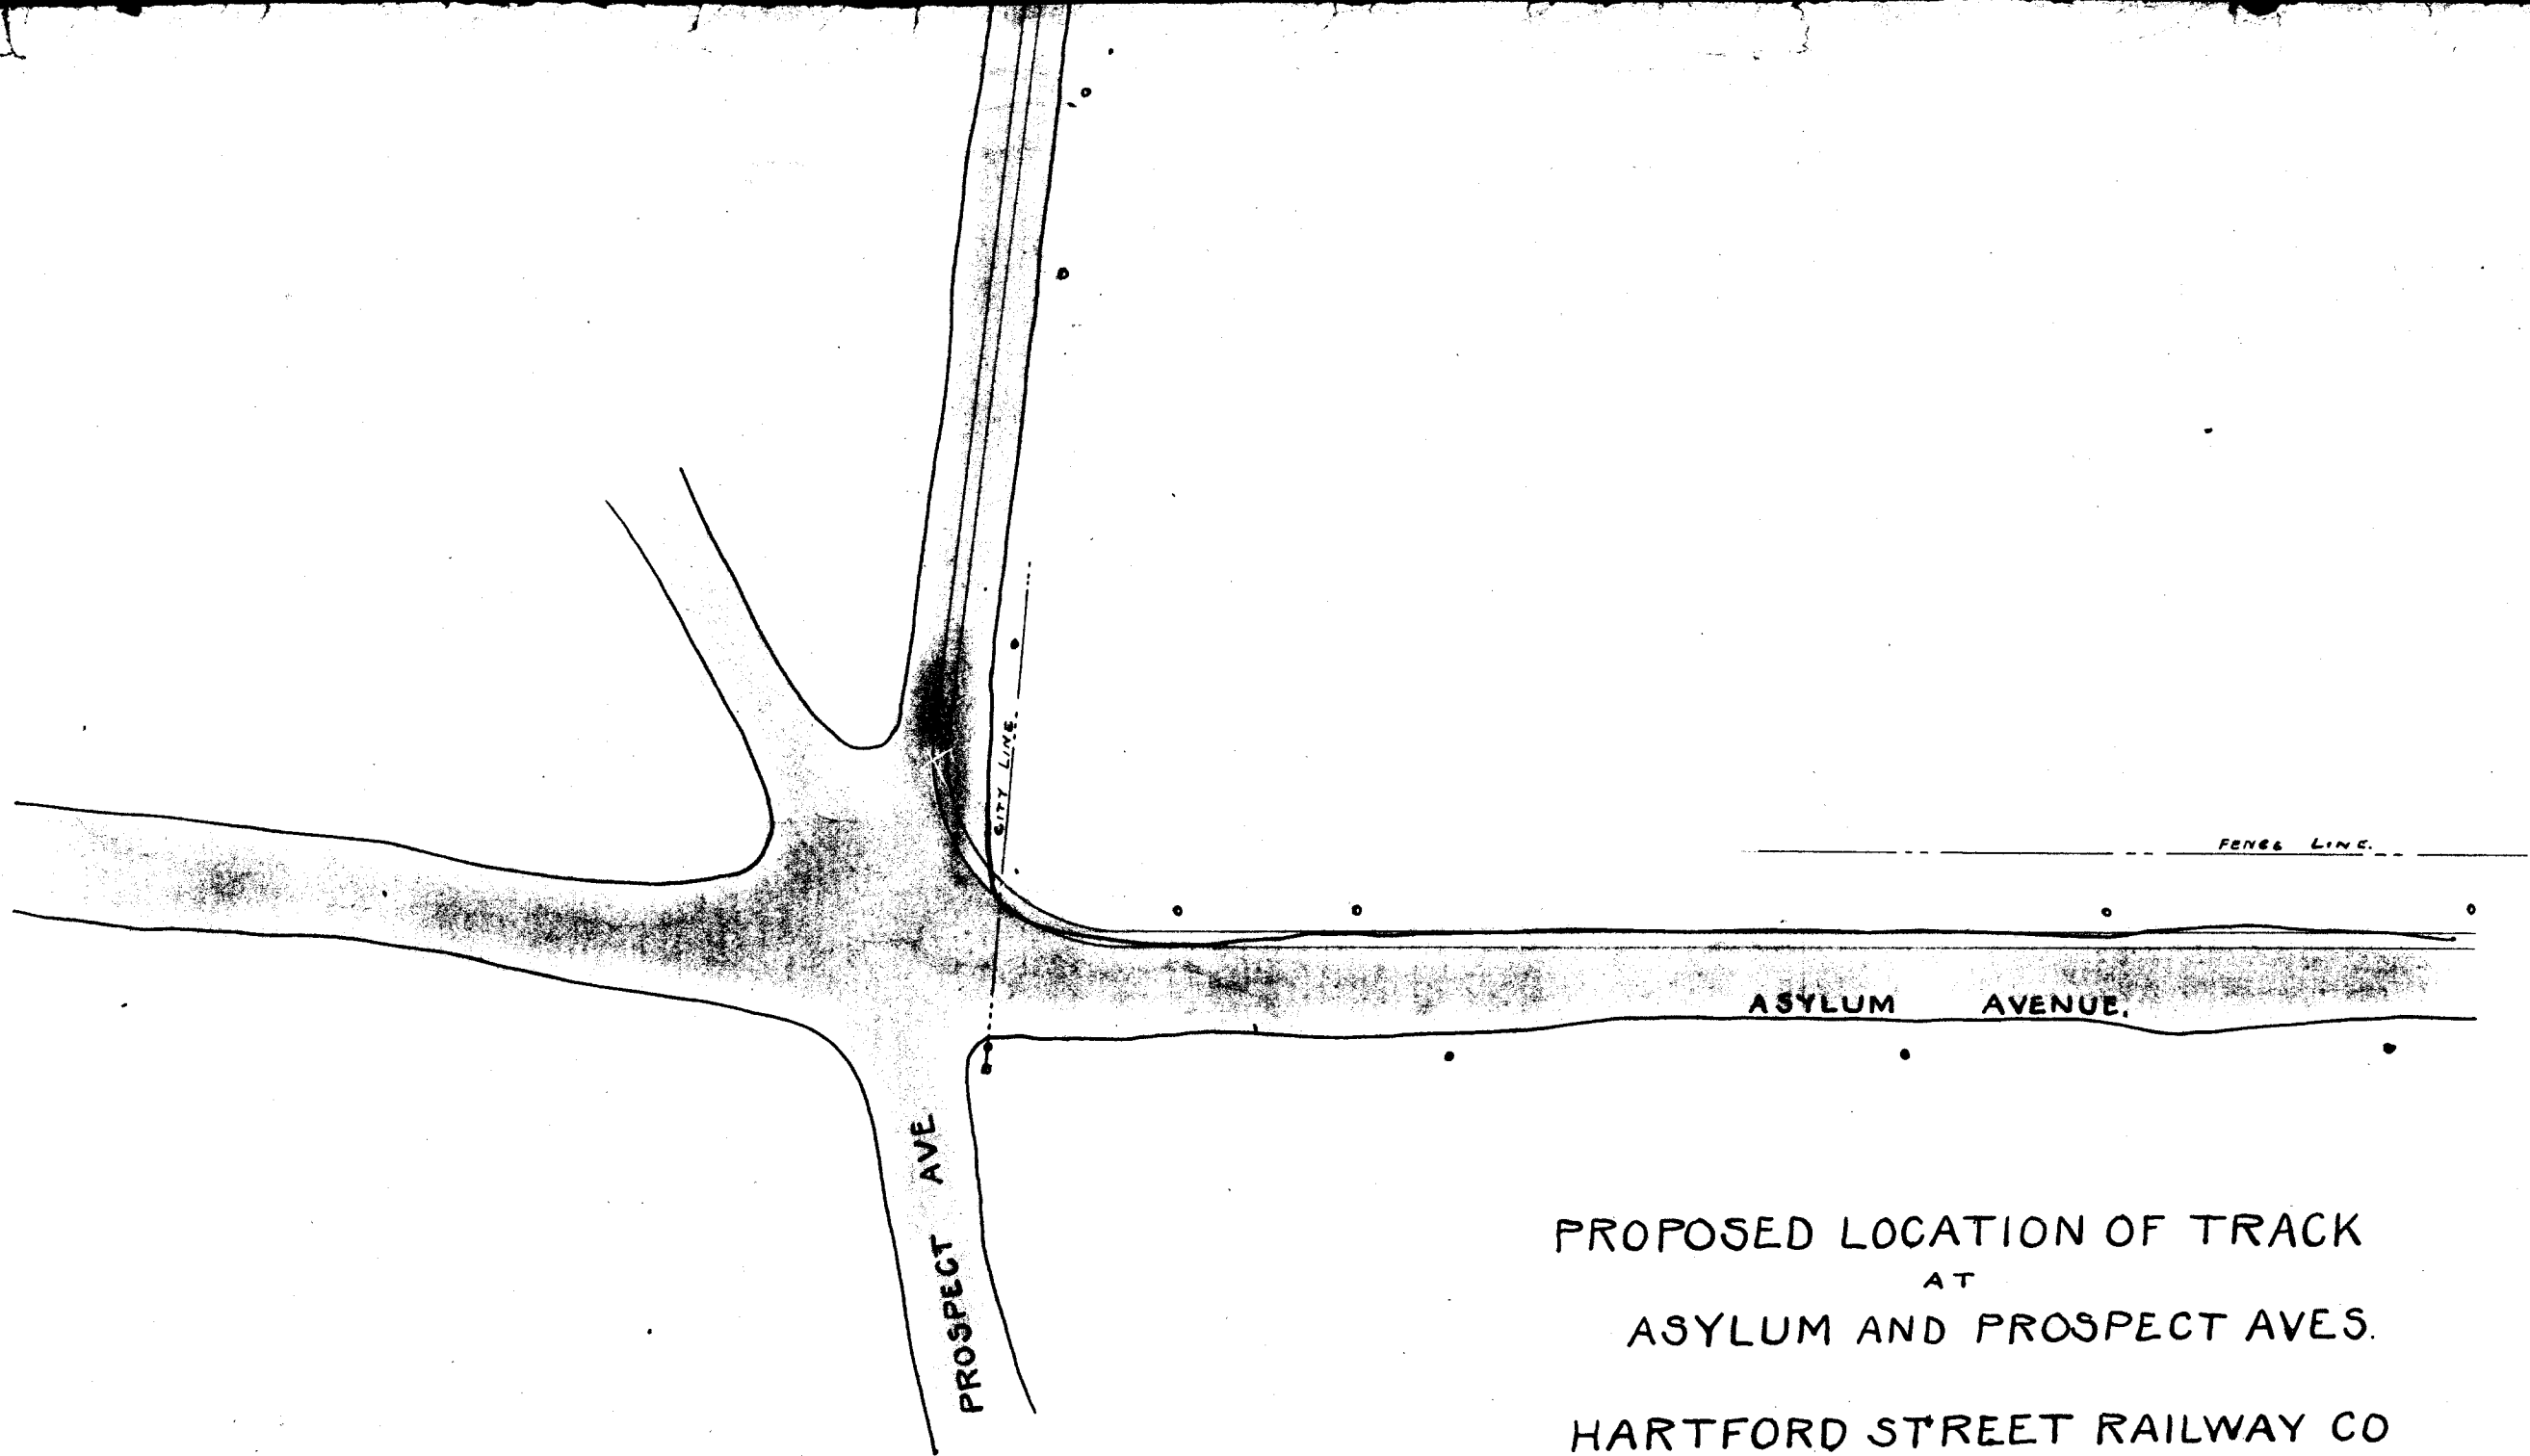 CITY LINE.
FENCE LINE.
ASYLUM AVENUE.
PROSPECT AVE
PROPOSED LOCATION OF TRACK
AT
ASYLUM AND PROSPECT AVES.
HARTFORD STREET RAILWAY CO